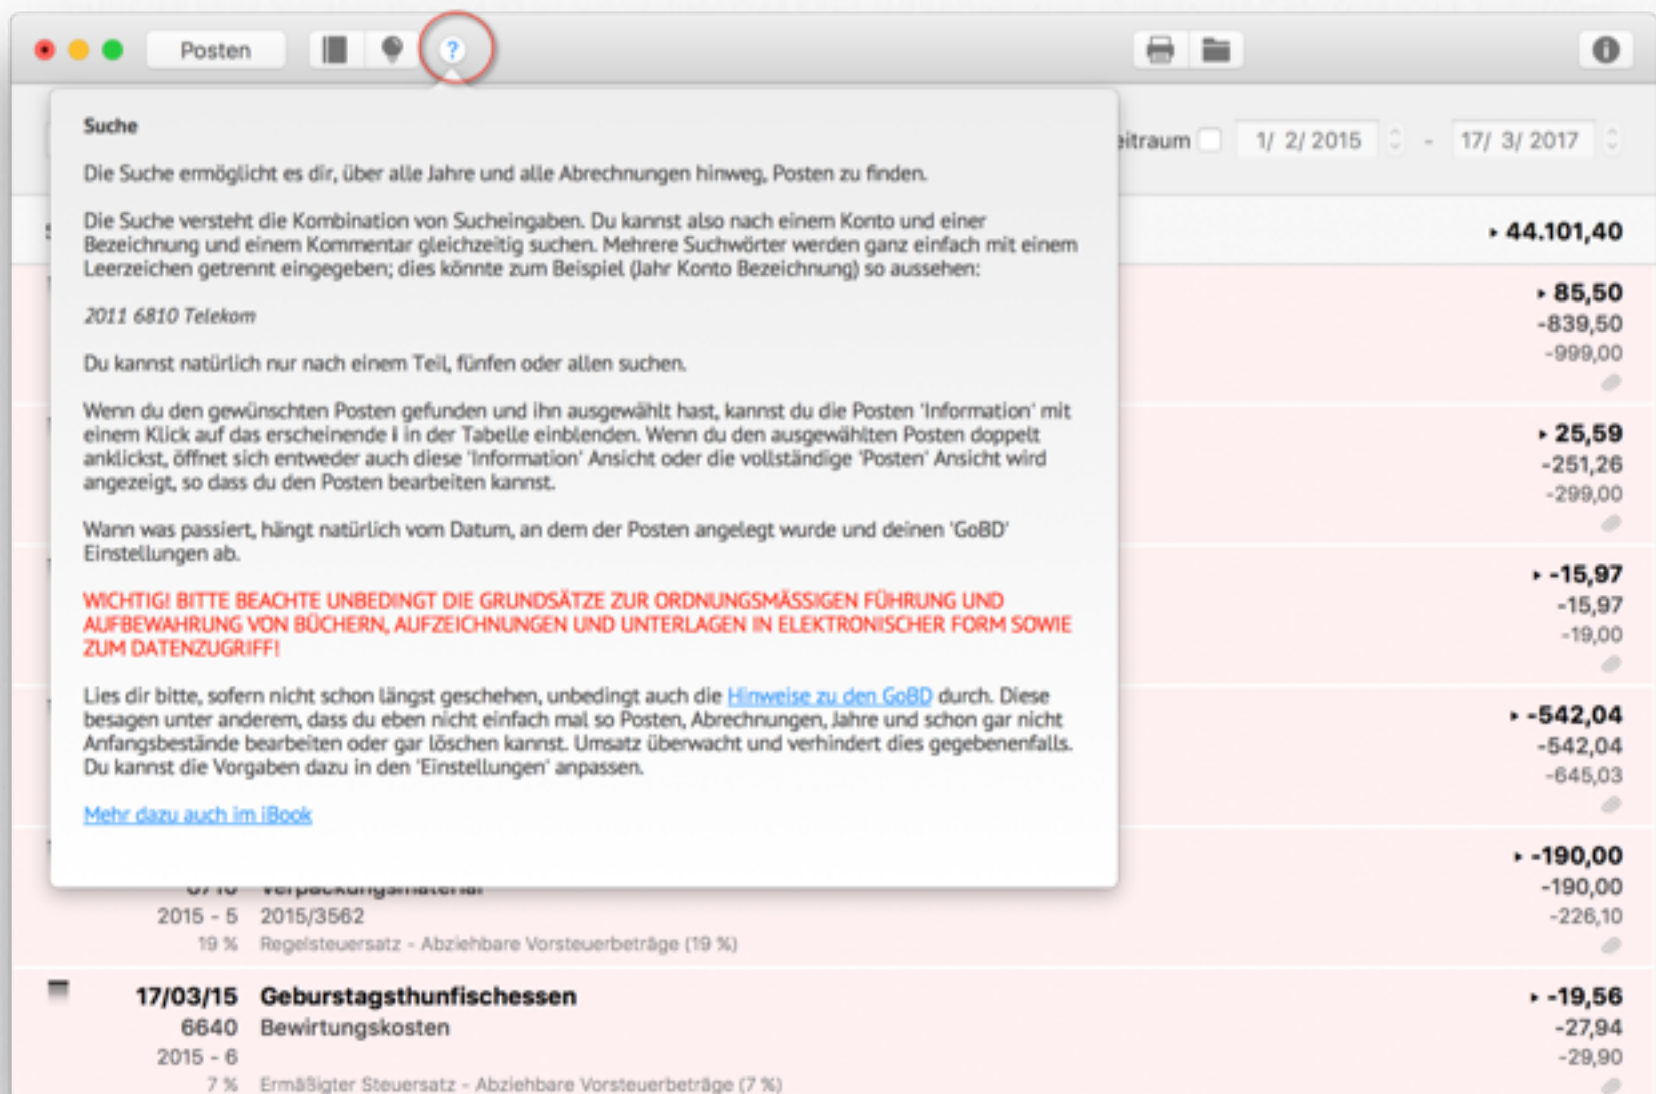 Posten
?
Suche
Die Suche ermöglicht es dir, über alle Jahre und alle Abrechnungen hinweg, Posten zu finden.
Die Suche versteht die Kombination von Sucheingaben. Du kannst also nach einem Konto und einer
Bezeichnung und einem Kommentar gleichzeitig suchen. Mehrere Suchwörter werden ganz einfach mit einem
Leerzeichen getrennt eingegeben; dies könnte zum Beispiel (Jahr Konto Bezeichnung) so aussehen:
2011 6810 Telekom
Du kannst natürlich nur nach einem Teil, fünfen oder allen suchen.
Wenn du den gewünschten Posten gefunden und ihn ausgewählt hast, kannst du die Posten 'Information' mit
einem Klick auf das erscheinende i in der Tabelle einblenden. Wenn du den ausgewählten Posten doppelt
anklickst, öffnet sich entweder auch diese 'Information' Ansicht oder die vollständige 'Posten' Ansicht wird
angezeigt, so dass du den Posten bearbeiten kannst.
Wann was passiert, hängt natürlich vom Datum, an dem der Posten angelegt wurde und deinen 'GoBD'
Einstellungen ab.
WICHTIG! BITTE BEACHTE UNBEDINGT DIE GRUNDSÄTZE ZUR ORDNUNGSMÄSSIGEN FÜHRUNG UND
AUFBEWAHRUNG VON BÜCHERN, AUFZEICHNUNGEN UND UNTERLAGEN IN ELEKTRONISCHER FORM SOWIE
ZUM DATENZUGRIFF!
Lies dir bitte, sofern nicht schon längst geschehen, unbedingt auch die Hinweise zu den GoBD durch. Diese
besagen unter anderem, dass du eben nicht einfach mal so Posten, Abrechnungen, Jahre und schon gar nicht
Anfangsbestände bearbeiten oder gar löschen kannst. Umsatz überwacht und verhindert dies gegebenenfalls.
Du kannst die Vorgaben dazu in den 'Einstellungen' anpassen.
Mehr dazu auch im iBook
eitraum 1/ 2/ 2015 - 17/ 3/ 2017
44.101,40
85,50
-839,50
-999,00
25,59
-251,26
-299,00
-15,97
-15,97
-19,00
-542,04
-542,04
-645,03
-190,00
6710 Verpackungsmaterial -190,00
2015 - 5 2015/3562 -226,10
19 % Regelsteuersatz - Abziehbare Vorsteuerbeträge (19 %)
17/03/15 Geburstagsthunfischessen -19,56
6640 Bewirtungskosten -27,94
2015 - 6 -29,90
7 % Ermäßigter Steuersatz - Abziehbare Vorsteuerbeträge (7 %)